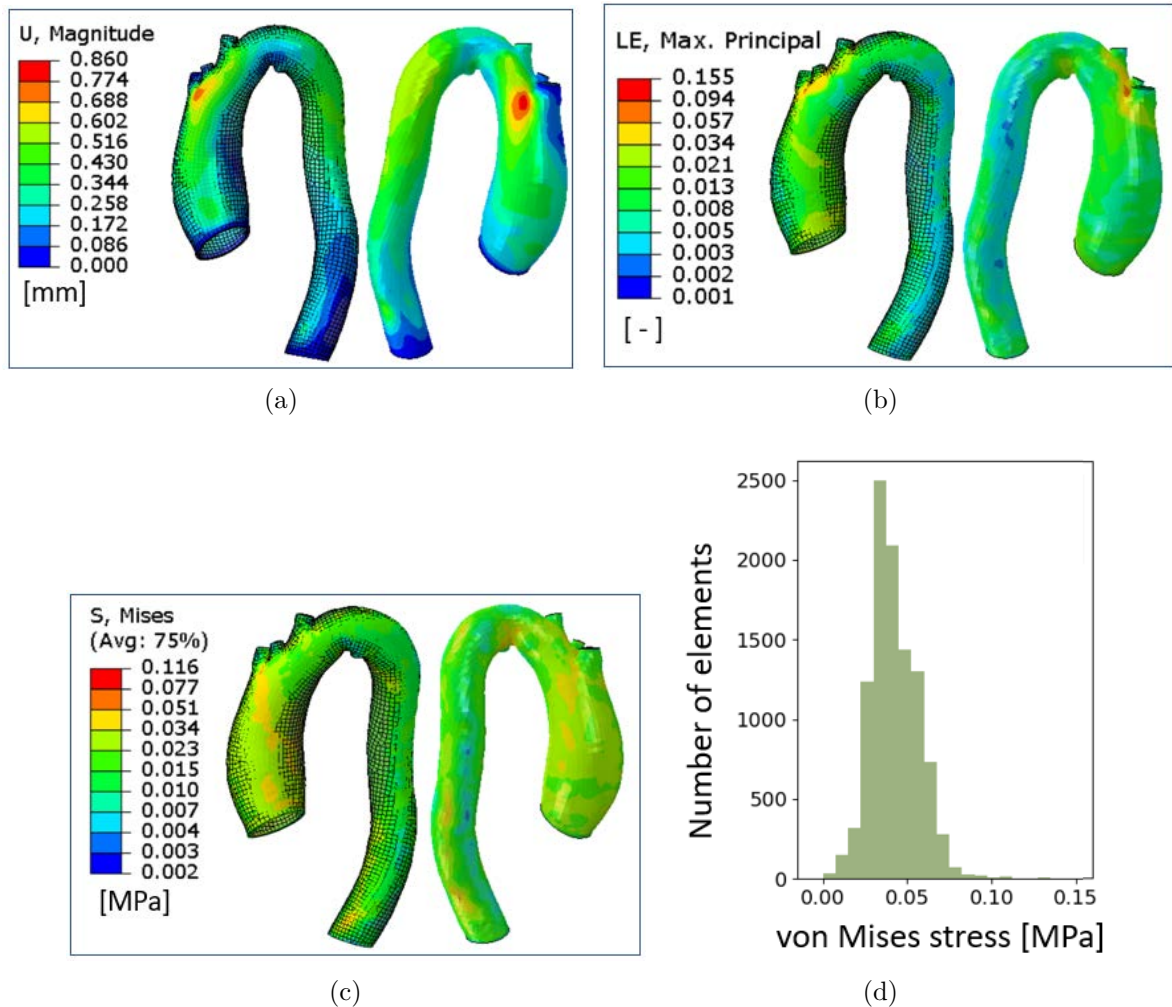 U, Magnitude
0.860
0.774
0.688
0.602
0.516
0.430
0.344
0.258
0.172
0.086
0.000
[mm]
(a)
LE, Max. Principal
0.155
0.094
0.057
0.034
0.021
0.013
0.008
0.005
0.003
0.002
0.001
[ - ]
(b)
S, Mises
(Avg: 75%)
0.116
0.077
0.051
0.034
0.023
0.015
0.010
0.007
0.004
0.003
0.002
[MPa]
(c)
Number of elements
2500
2000
1500
1000
500
0
0.00 0.05 0.10 0.15
von Mises stress [MPa]
(d)